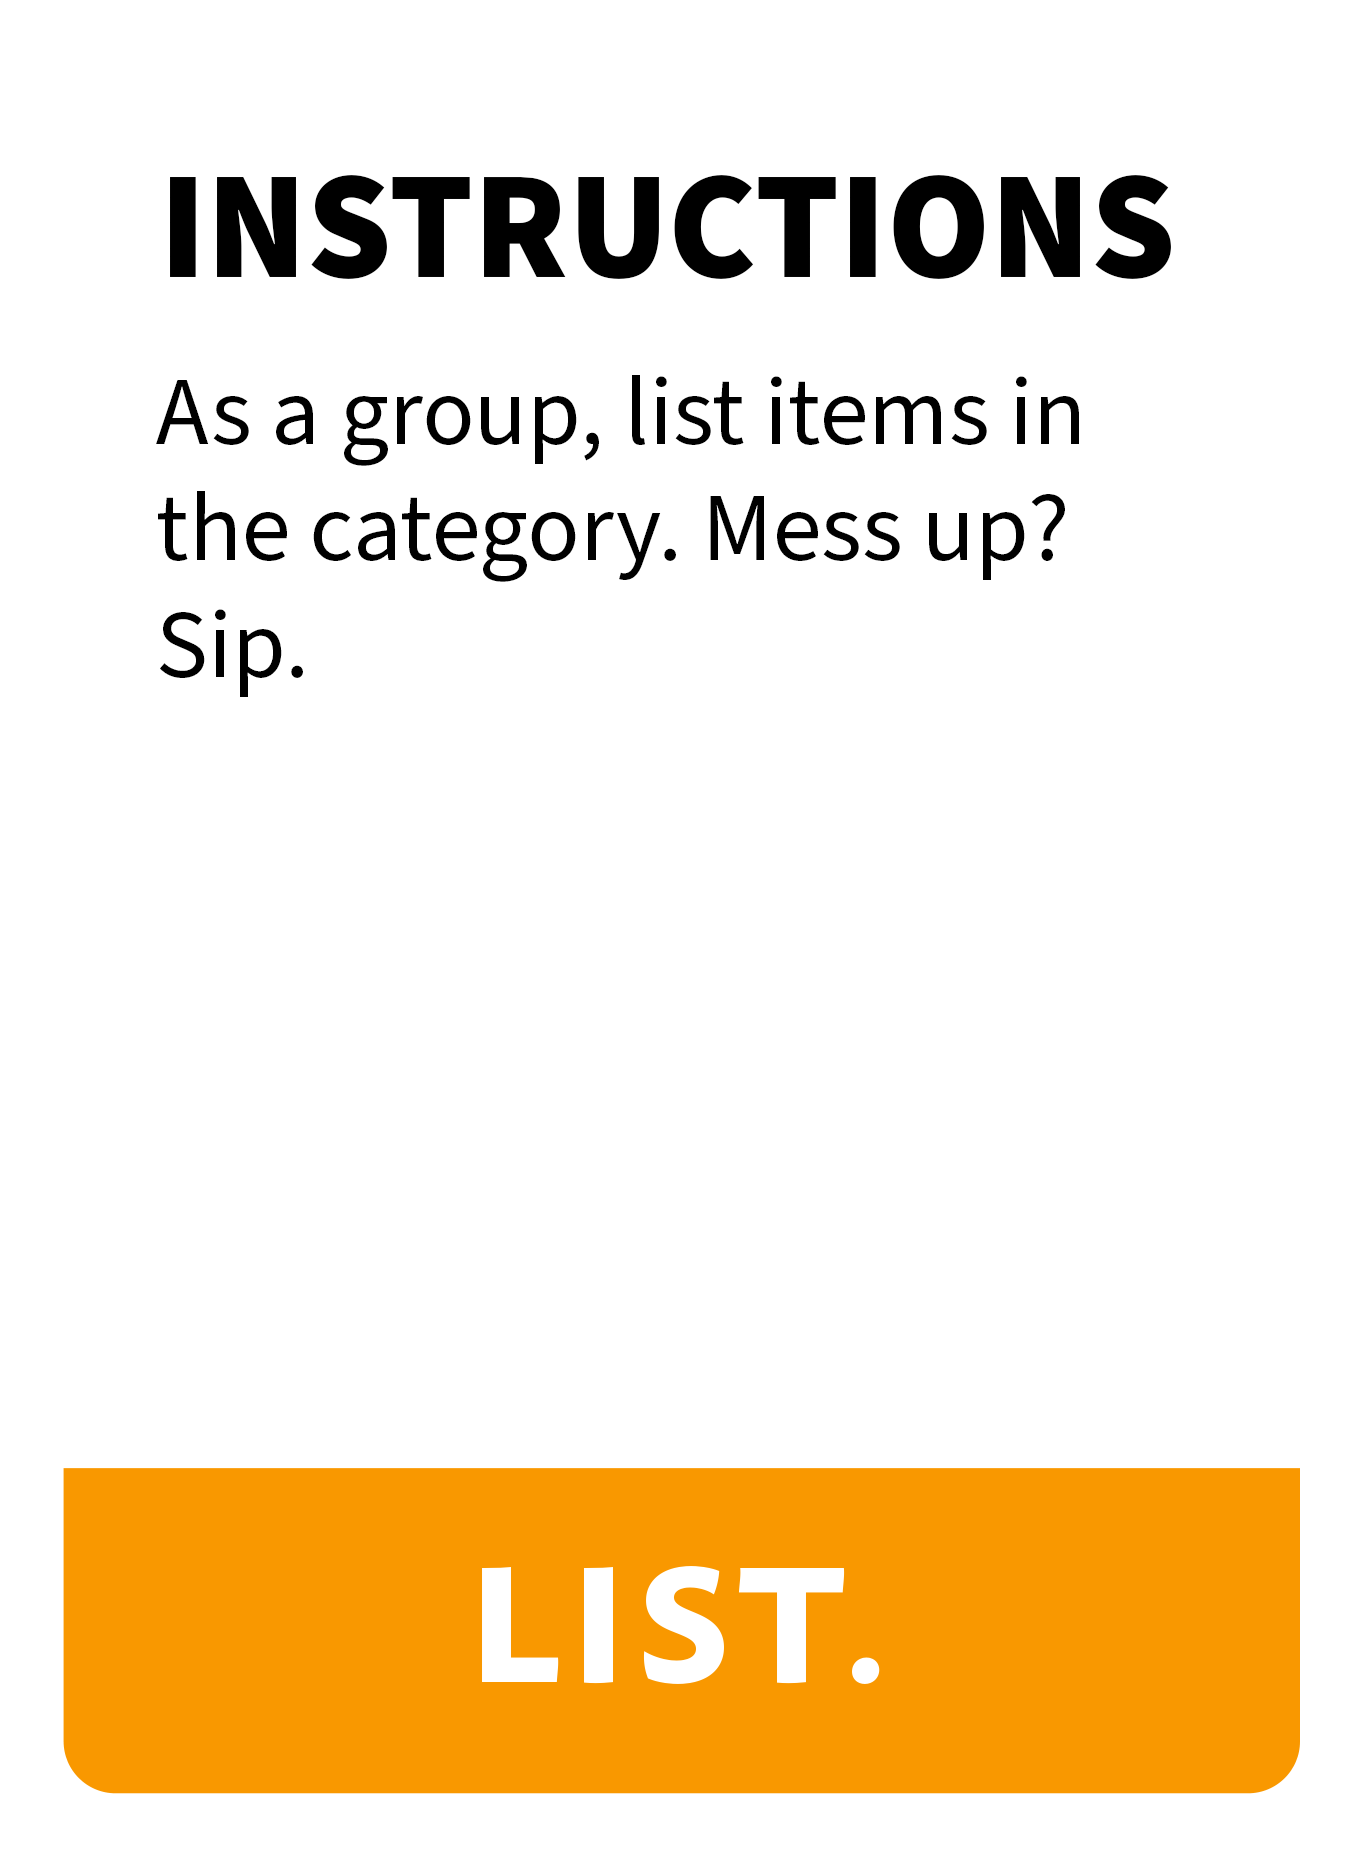 INSTRUCTIONS
As a group, list items in
the category. Mess up?
Sip.
LIST.